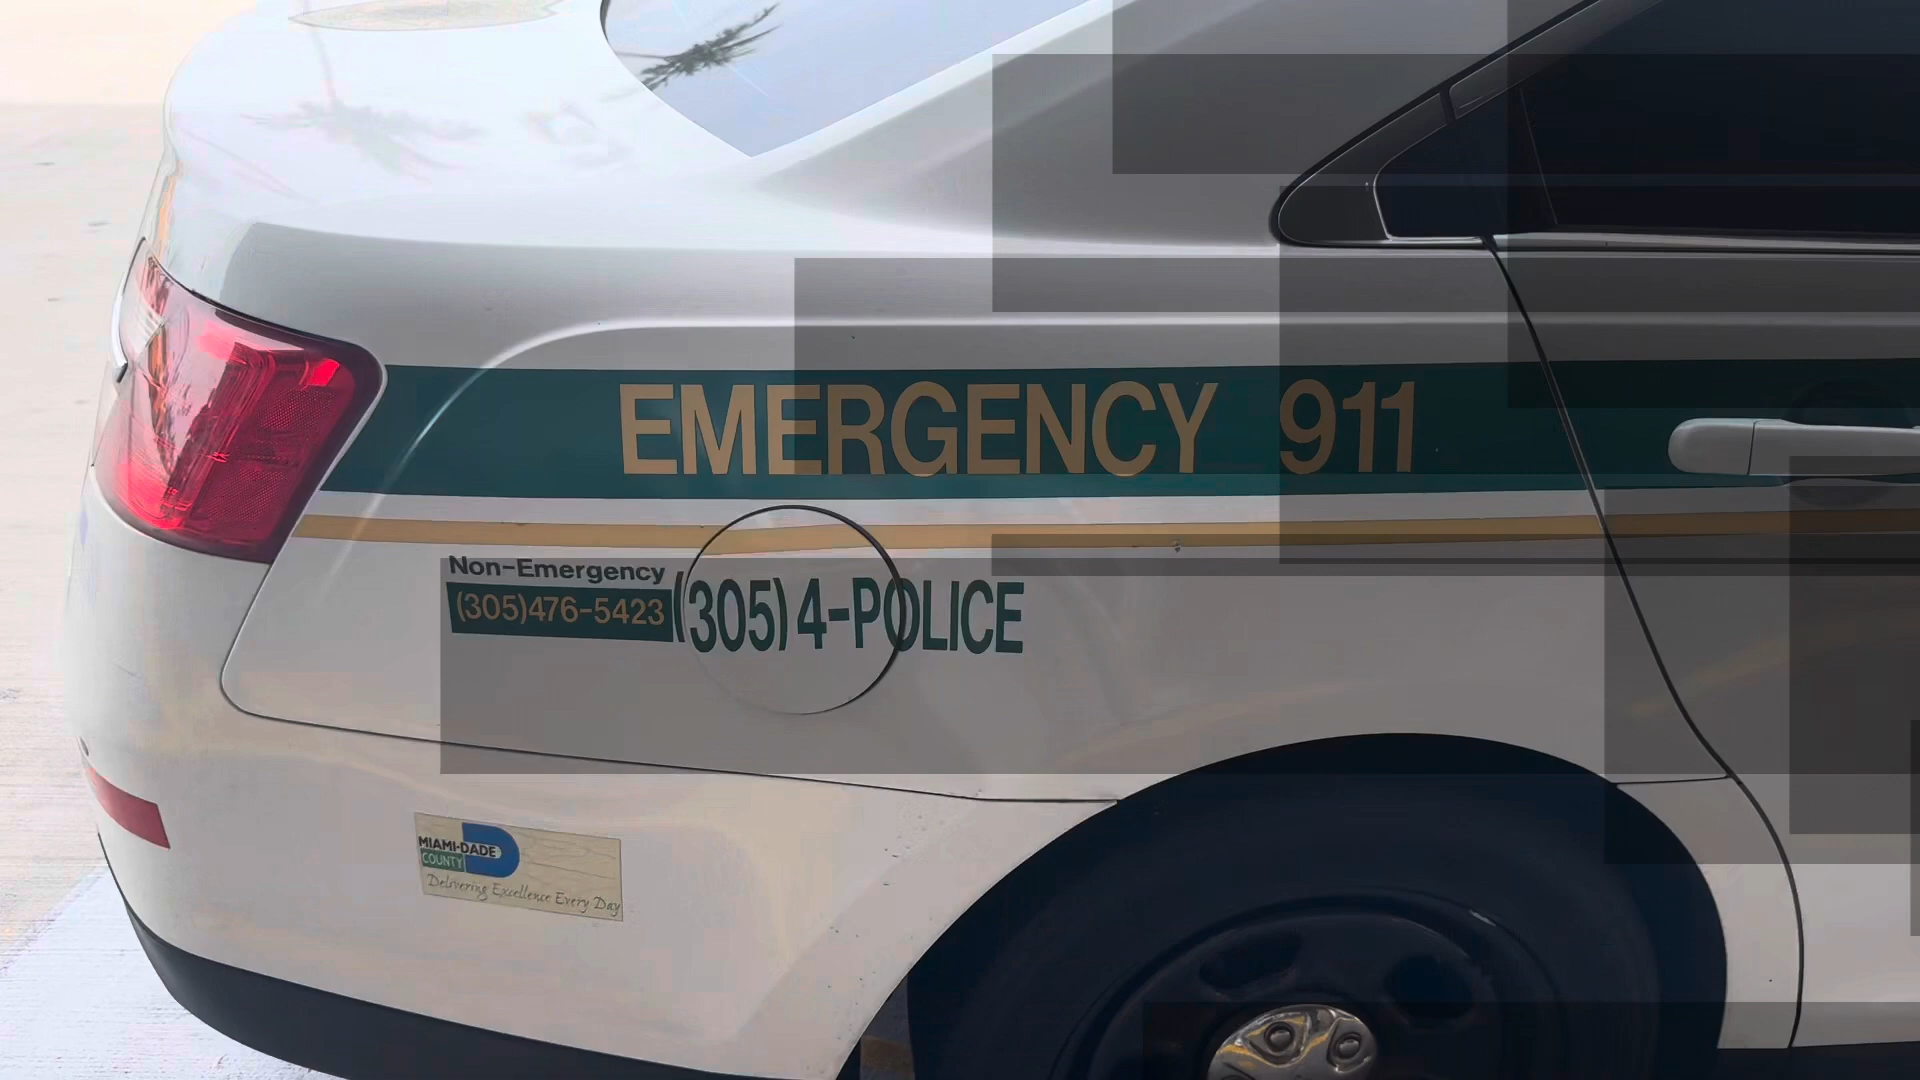 EMERGENCY 911
Non-Emergency
(305)476-5423
(305)4-POLICE
MIAMI-DADE
COUNTY
Delivering Excellence Every Day